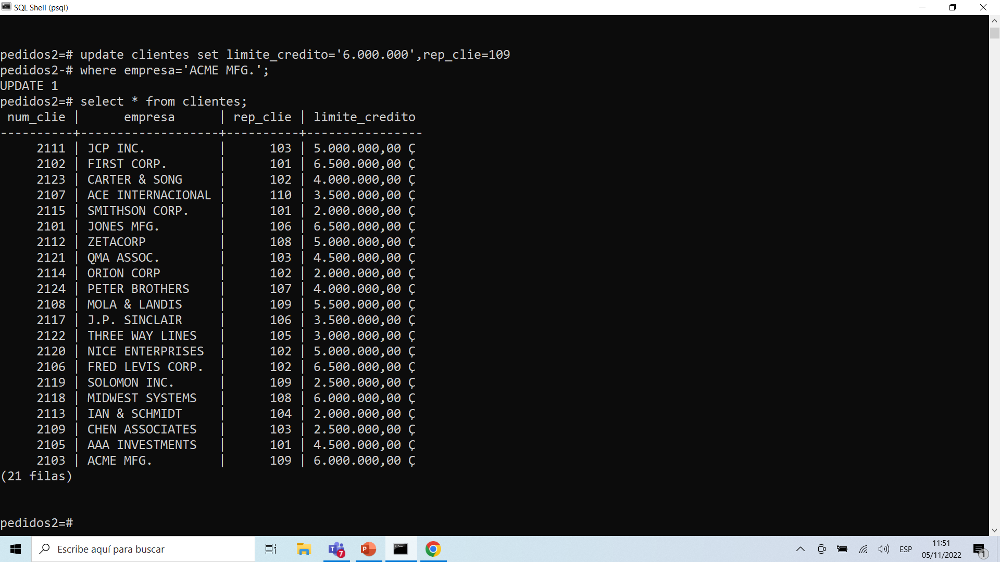 SQL Shell (psql)
pedidos2=# update clientes set limite_credito='6.000.000',rep_clie=109
pedidos2-# where empresa='ACME MFG.';
UPDATE 1
pedidos2=# select * from clientes;
 num_clie |      empresa      | rep_clie | limite_credito
----------+-------------------+----------+----------------
     2111 | JCP INC.          |      103 | 5.000.000,00 Ç
     2102 | FIRST CORP.       |      101 | 6.500.000,00 Ç
     2123 | CARTER & SONG     |      102 | 4.000.000,00 Ç
     2107 | ACE INTERNACIONAL |      110 | 3.500.000,00 Ç
     2115 | SMITHSON CORP.    |      101 | 2.000.000,00 Ç
     2101 | JONES MFG.        |      106 | 6.500.000,00 Ç
     2112 | ZETACORP          |      108 | 5.000.000,00 Ç
     2121 | QMA ASSOC.        |      103 | 4.500.000,00 Ç
     2114 | ORION CORP        |      102 | 2.000.000,00 Ç
     2124 | PETER BROTHERS    |      107 | 4.000.000,00 Ç
     2108 | MOLA & LANDIS     |      109 | 5.500.000,00 Ç
     2117 | J.P. SINCLAIR     |      106 | 3.500.000,00 Ç
     2122 | THREE WAY LINES   |      105 | 3.000.000,00 Ç
     2120 | NICE ENTERPRISES  |      102 | 5.000.000,00 Ç
     2106 | FRED LEVIS CORP.  |      102 | 6.500.000,00 Ç
     2119 | SOLOMON INC.      |      109 | 2.500.000,00 Ç
     2118 | MIDWEST SYSTEMS   |      108 | 6.000.000,00 Ç
     2113 | IAN & SCHMIDT     |      104 | 2.000.000,00 Ç
     2109 | CHEN ASSOCIATES   |      103 | 2.500.000,00 Ç
     2105 | AAA INVESTMENTS   |      101 | 4.500.000,00 Ç
     2103 | ACME MFG.         |      109 | 6.000.000,00 Ç
(21 filas)
pedidos2=#
Escribe aquí para buscar
7
ESP
11:51
05/11/2022
1